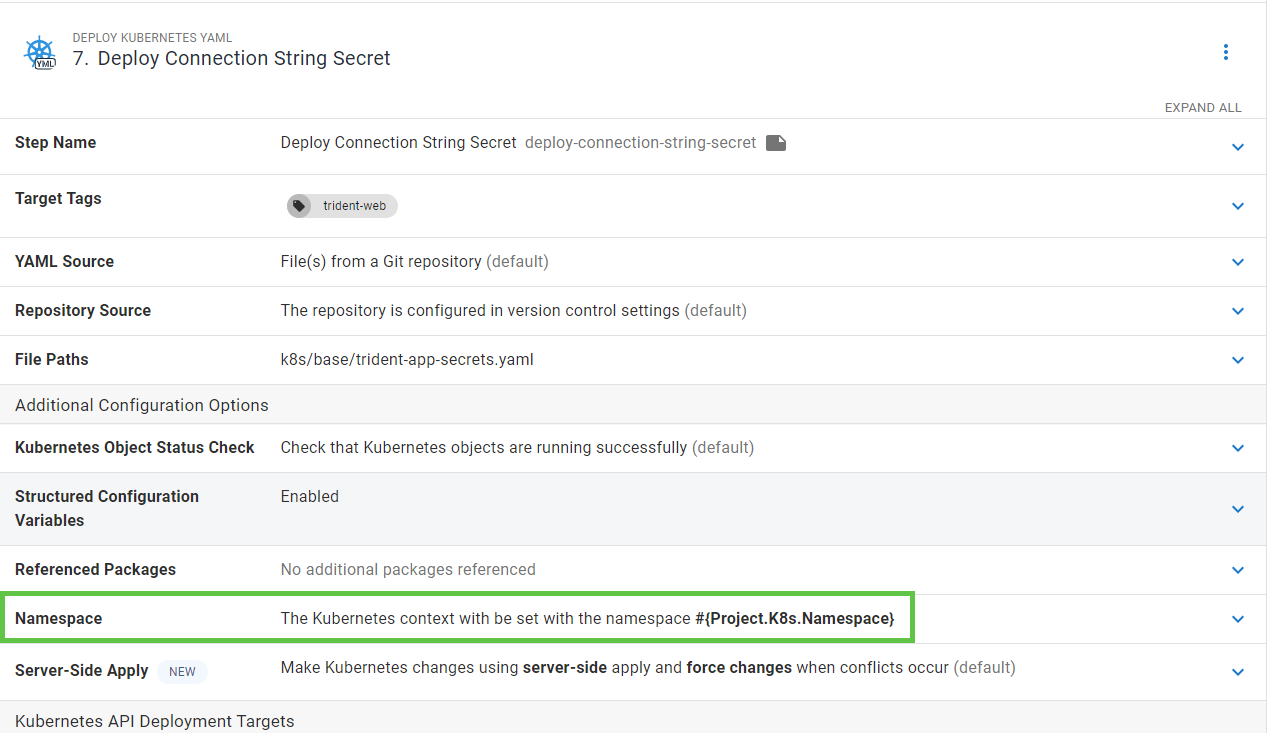 DEPLOY KUBERNETES YAML
YML
7. Deploy Connection String Secret
EXPAND ALL
Step Name Deploy Connection String Secret deploy-connection-string-secret
Target Tags trident-web
YAML Source File(s) from a Git repository (default)
Repository Source The repository is configured in version control settings (default)
File Paths k8s/base/trident-app-secrets.yaml
Additional Configuration Options
Kubernetes Object Status Check Check that Kubernetes objects are running successfully (default)
Structured Configuration Enabled
Variables
Referenced Packages No additional packages referenced
Namespace The Kubernetes context with be set with the namespace #{Project.K8s.Namespace}
Server-Side Apply NEW Make Kubernetes changes using server-side apply and force changes when conflicts occur (default)
Kubernetes API Deployment Targets